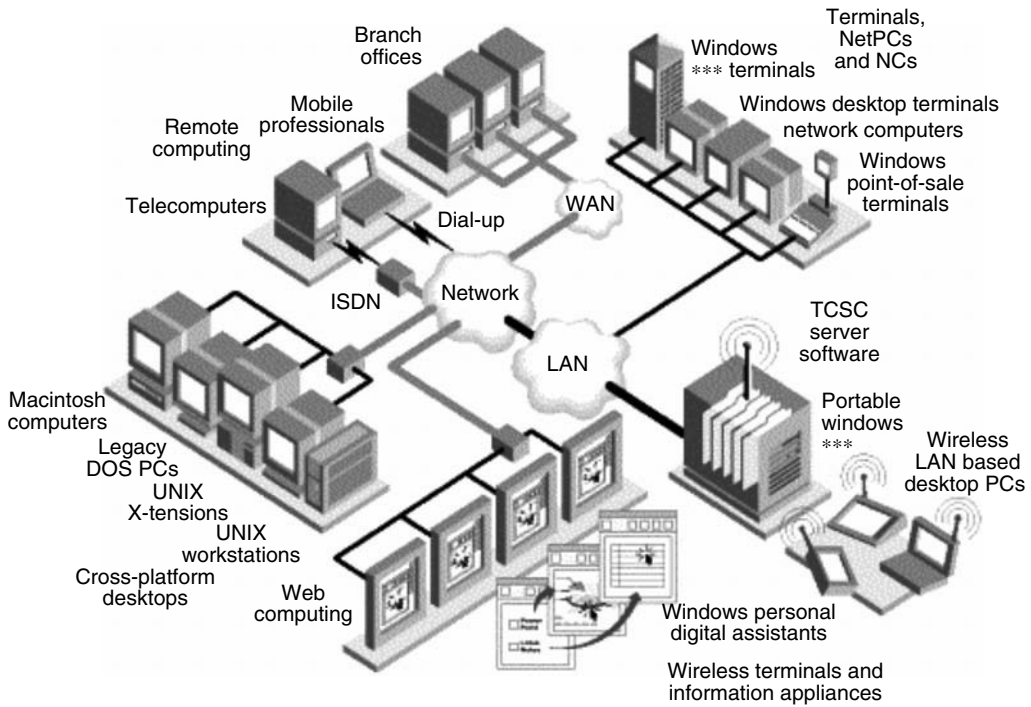 Branch
offices
Terminals,
NetPCs
and NCs
Windows
*** terminals
Mobile
professionals
Remote
computing
Windows desktop terminals
network computers
Windows
point-of-sale
terminals
Telecomputers
WAN
Dial-up
ISDN
Network
LAN
TCSC
server
software
Macintosh
computers
Legacy
DOS PCs
UNIX
X-tensions
UNIX
workstations
Cross-platform
desktops
Web
computing
Portable
windows
***
Wireless
LAN based
desktop PCs
Power
Point
Notes
Windows personal
digital assistants
Wireless terminals and
information appliances